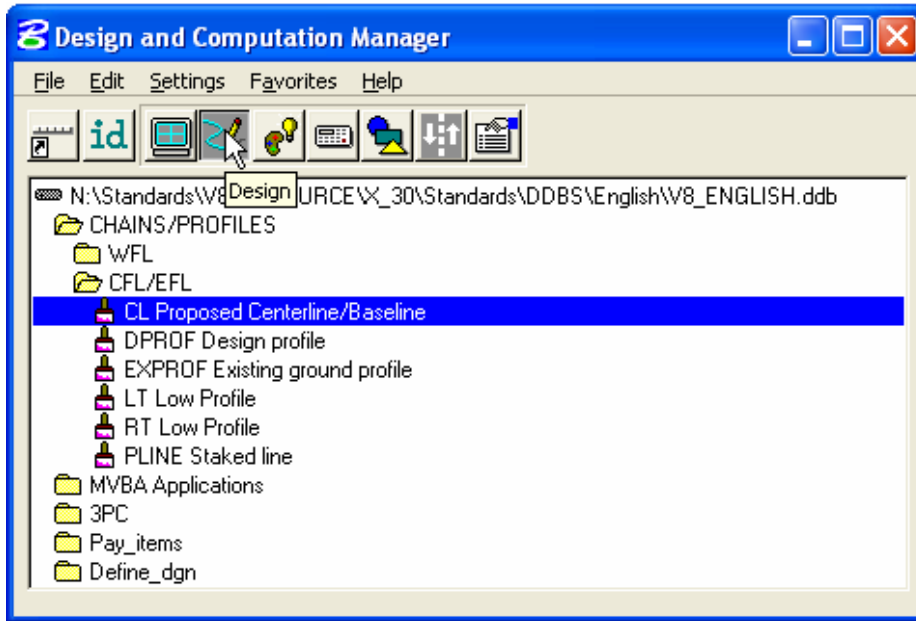 Design and Computation Manager
File Edit Settings Favorites Help
id
Design
N:\Standards\V8 URCE\X_30\Standards\DDBS\English\V8_ENGLISH.ddb
CHAINS/PROFILES
WFL
CFL/EFL
CL Proposed Centerline/Baseline
DPROF Design profile
EXPROF Existing ground profile
LT Low Profile
RT Low Profile
PLINE Staked line
MVBA Applications
3PC
Pay_items
Define_dgn